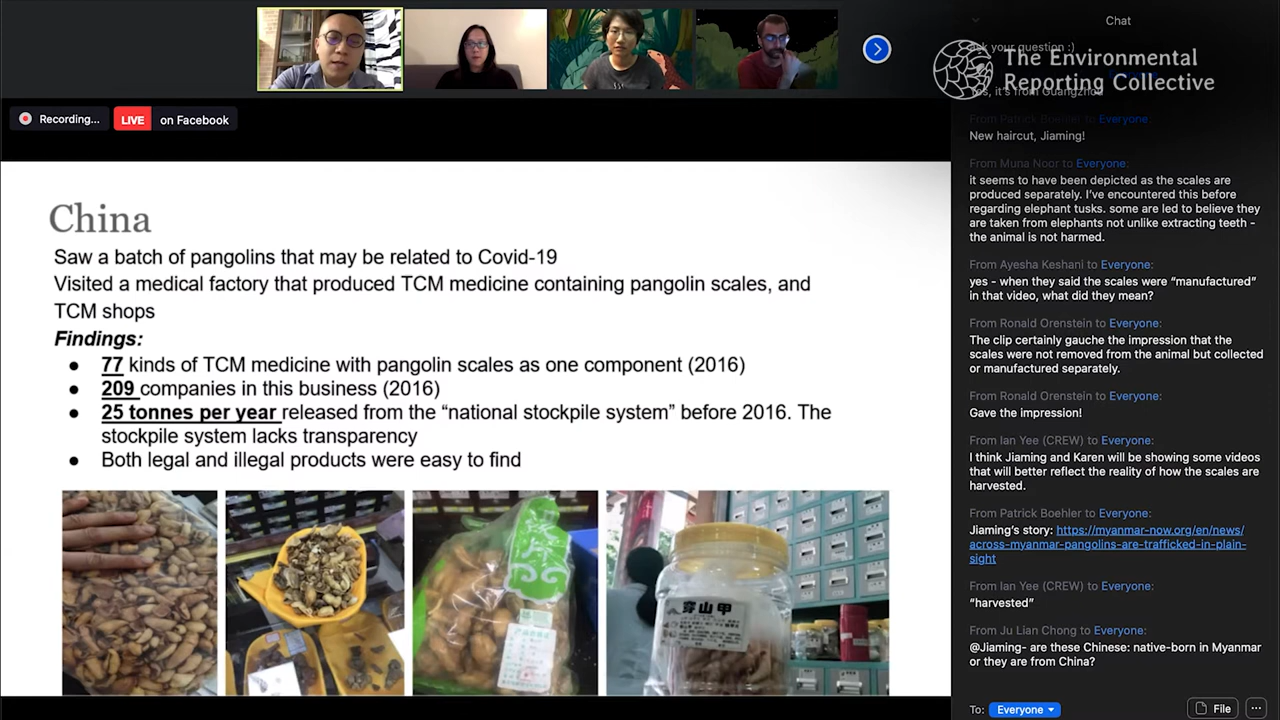 Recording...
LIVE
on Facebook
China
Saw a batch of pangolins that may be related to Covid-19
Visited a medical factory that produced TCM medicine containing pangolin scales, and
TCM shops
Findings:
● 77 kinds of TCM medicine with pangolin scales as one component (2016)
● 209 companies in this business (2016)
● 25 tonnes per year released from the “national stockpile system” before 2016. The
stockpile system lacks transparency
● Both legal and illegal products were easy to find
穿山甲
Chat
ask your question :)
The Environmental
Reporting Collective
it's from Guangzhou
From Patrick Boehler to Everyone:
New haircut, Jiaming!
From Muna Noor to Everyone:
it seems to have been depicted as the scales are
produced separately. I've encountered this before
regarding elephant tusks. some are led to believe they
are taken from elephants not unlike extracting teeth -
the animal is not harmed.
From Ayesha Keshani to Everyone:
yes - when they said the scales were “manufactured”
in that video, what did they mean?
From Ronald Orenstein to Everyone:
The clip certainly gauche the impression that the
scales were not removed from the animal but collected
or manufactured separately.
From Ronald Orenstein to Everyone:
Gave the impression!
From Ian Yee (CREW) to Everyone:
I think Jiaming and Karen will be showing some videos
that will better reflect the reality of how the scales are
harvested.
From Patrick Boehler to Everyone:
Jiaming's story: https://myanmar-now.org/en/news/
across-myanmar-pangolins-are-trafficked-in-plain-
sight
From Ian Yee (CREW) to Everyone:
“harvested”
From Ju Lian Chong to Everyone:
@Jiaming- are these Chinese: native-born in Myanmar
or they are from China?
To: Everyone
File
...